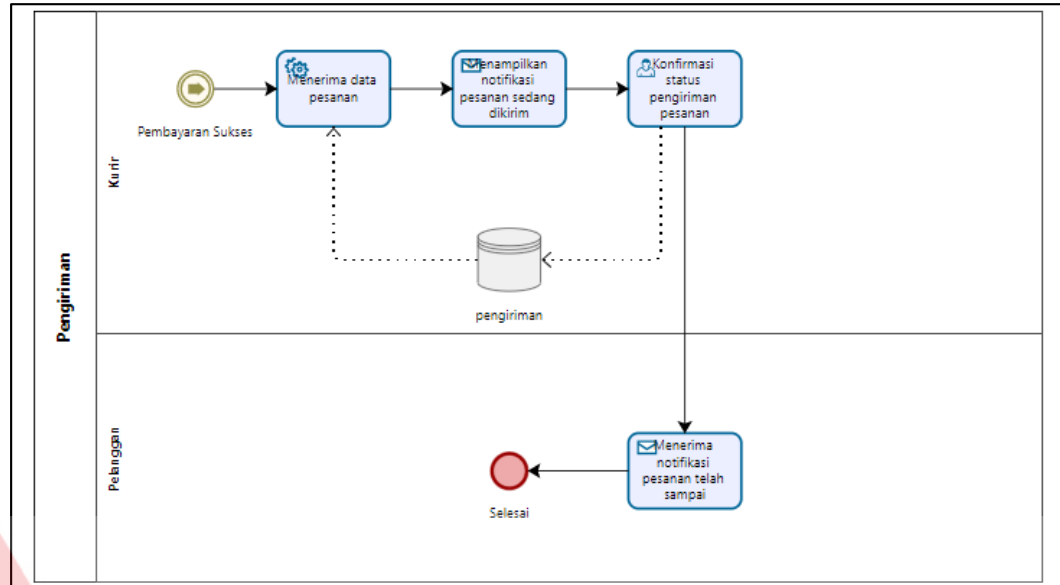 Pengiriman
Kurir
Pembayaran Sukses
Menerima data
pesanan
Menampilkan
notifikasi
pesanan sedang
dikirim
Konfirmasi
status
pengiriman
pesanan
pengiriman
Pelanggan
Menerima
notifikasi
pesanan telah
sampai
Selesai